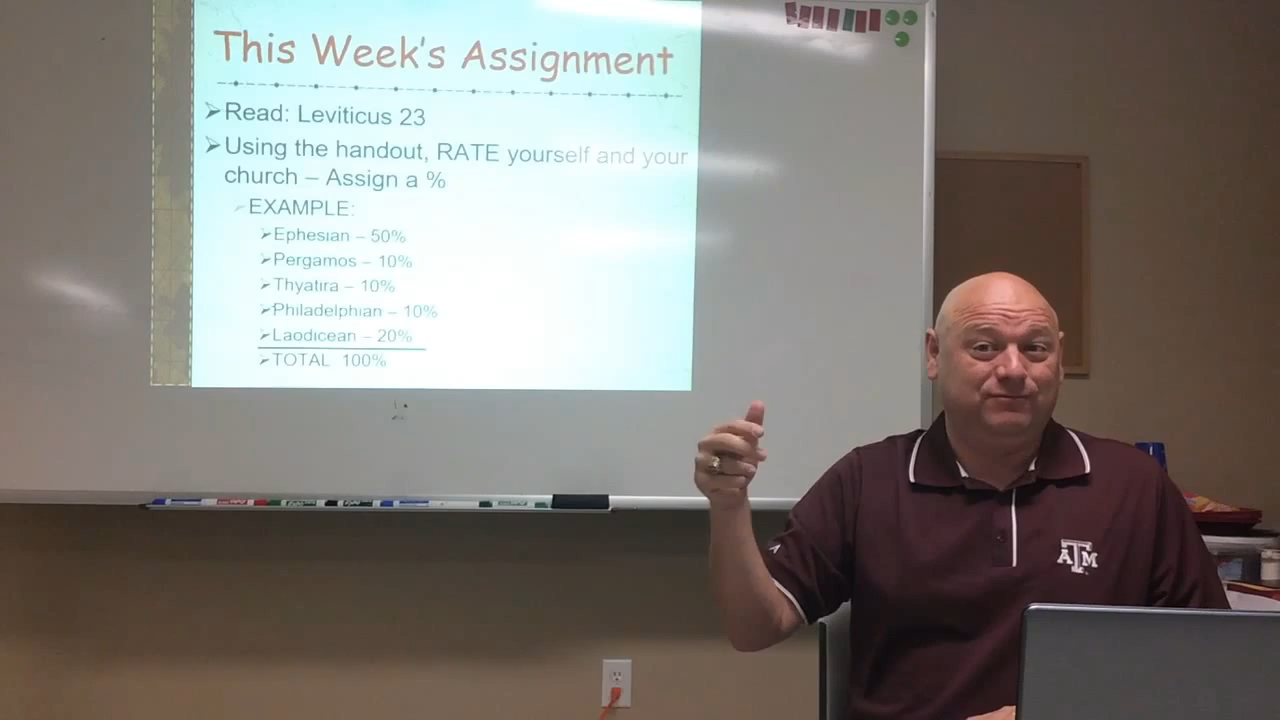 This Week's Assignment
Read: Leviticus 23
Using the handout, RATE yourself and your
church – Assign a %
EXAMPLE:
Ephesian – 50%
Pergamos – 10%
Thyatira – 10%
Philadelphian – 10%
Laodicean – 20%
TOTAL 100%
ATM